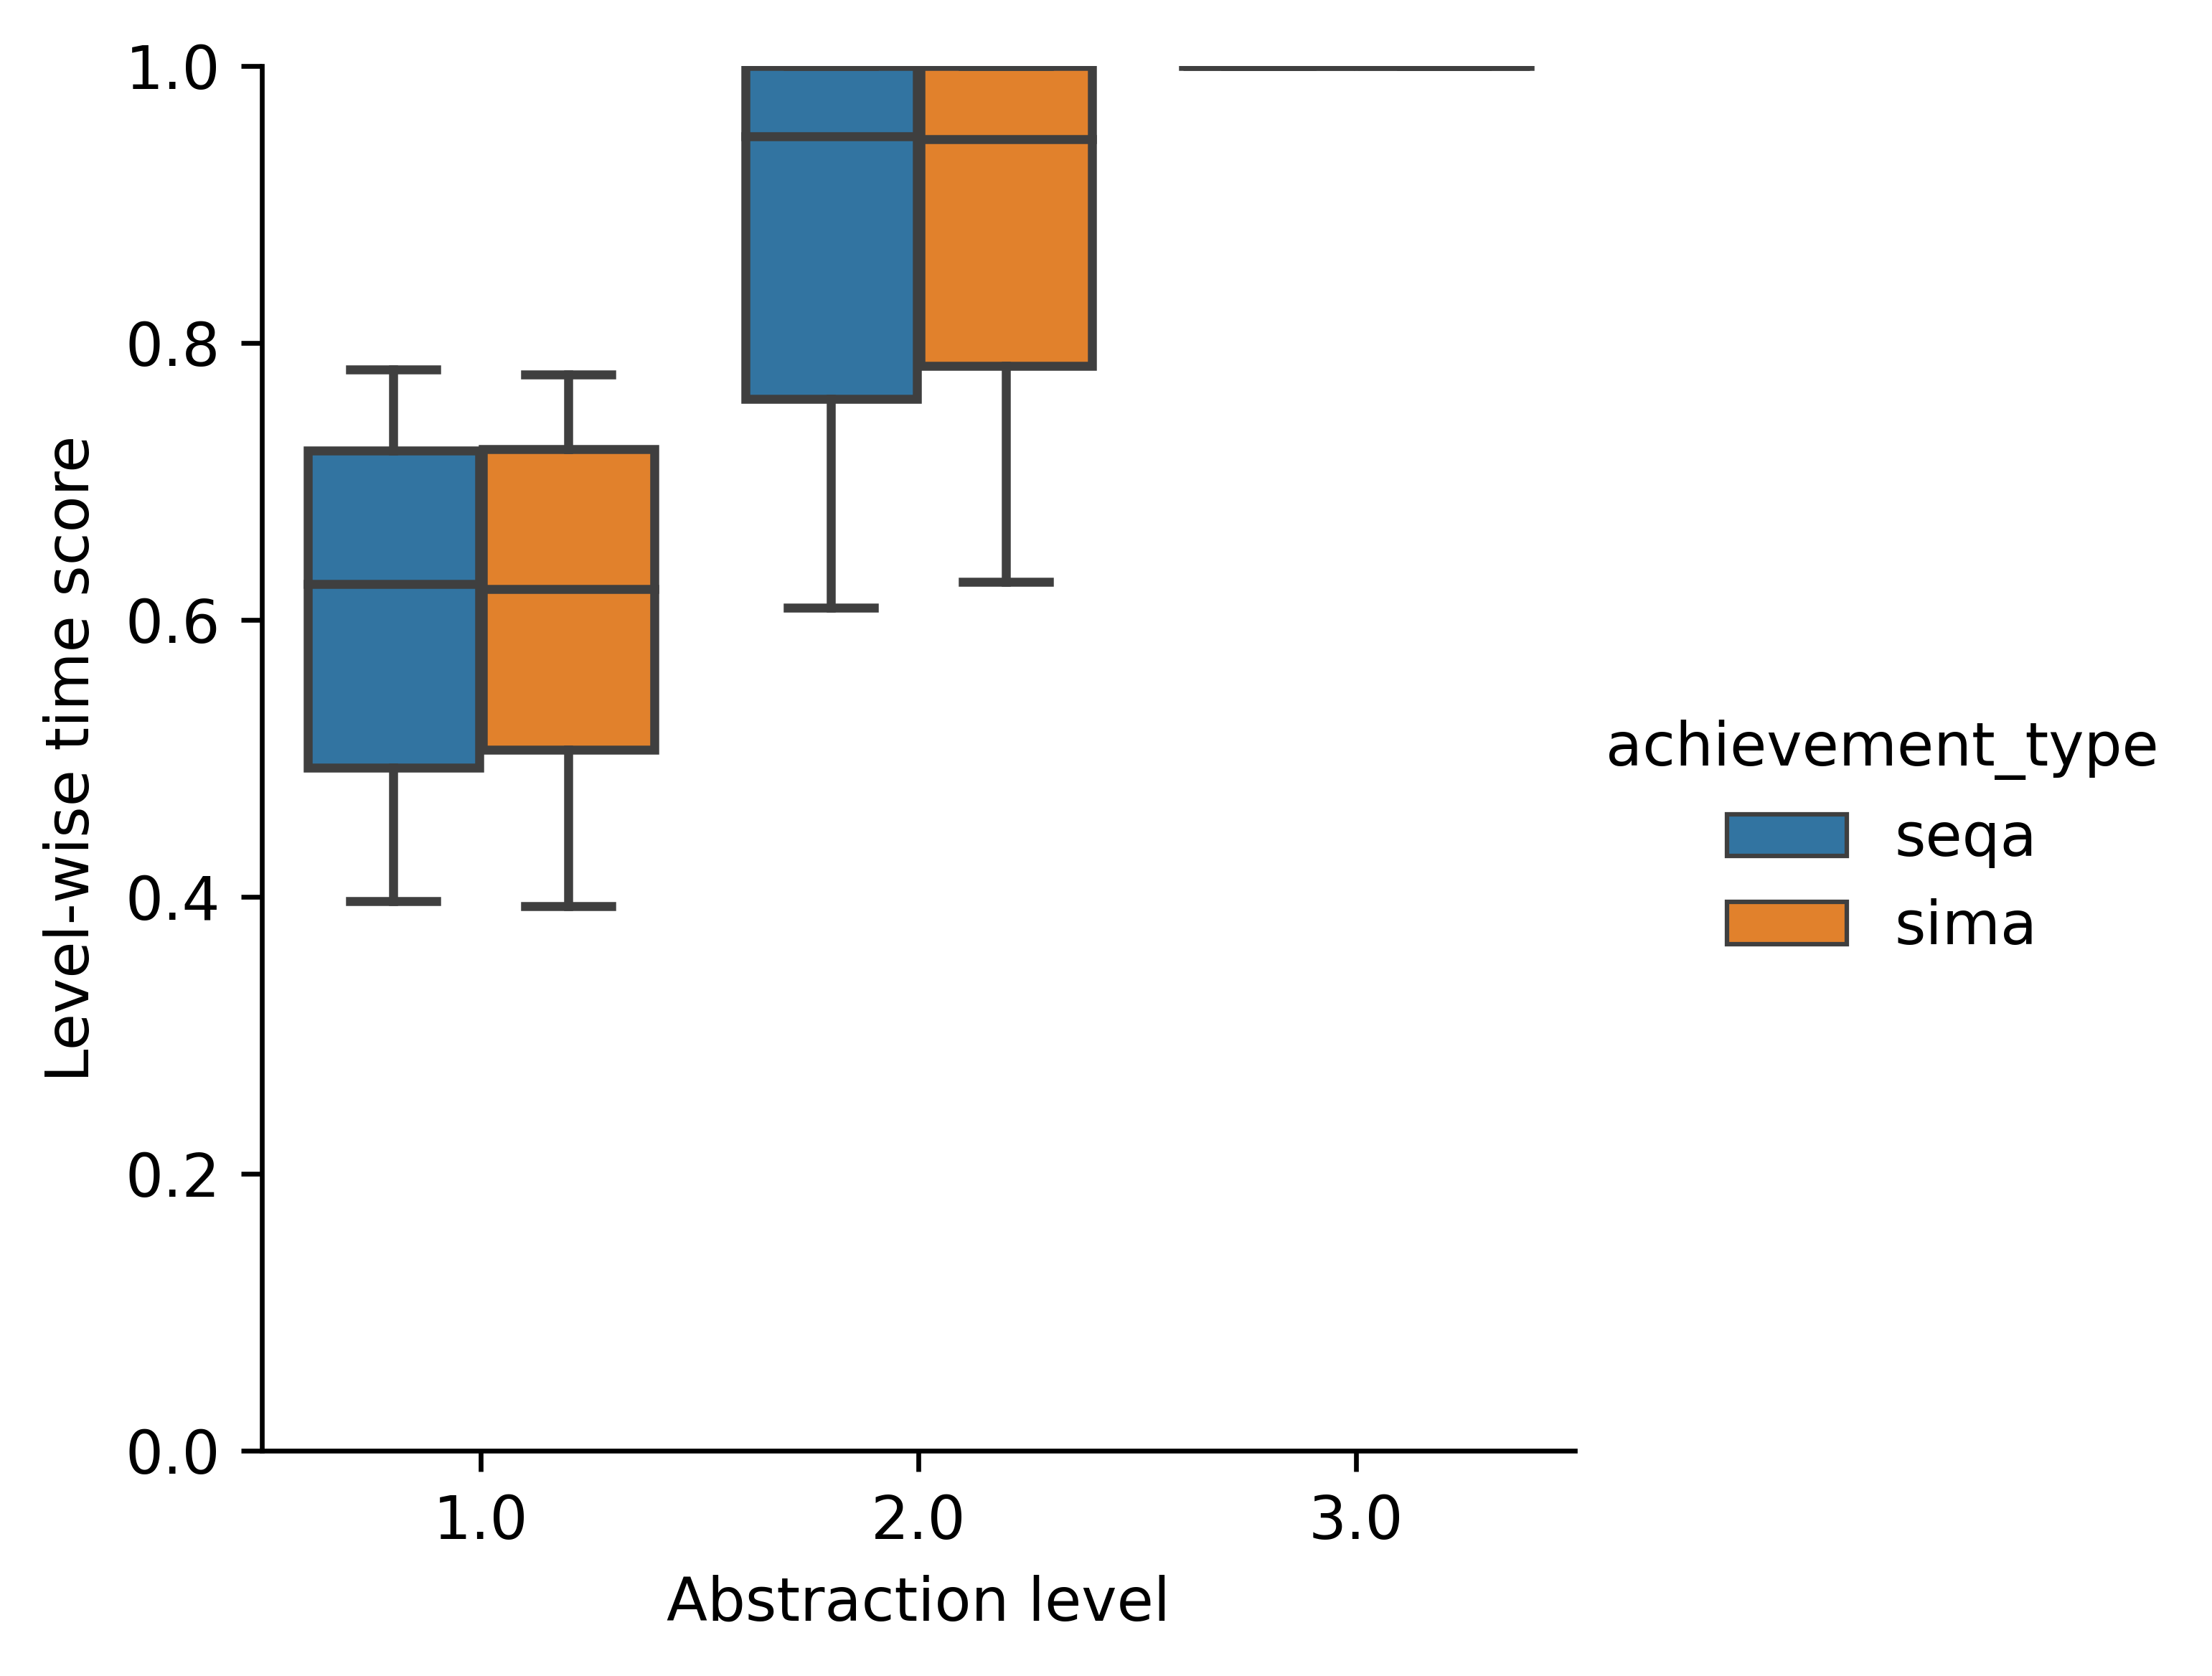 1.0
0.8
0.6
0.4
0.2
0.0
Level-wise time score
1.0 2.0 3.0
Abstraction level
achievement_type
seqa
sima